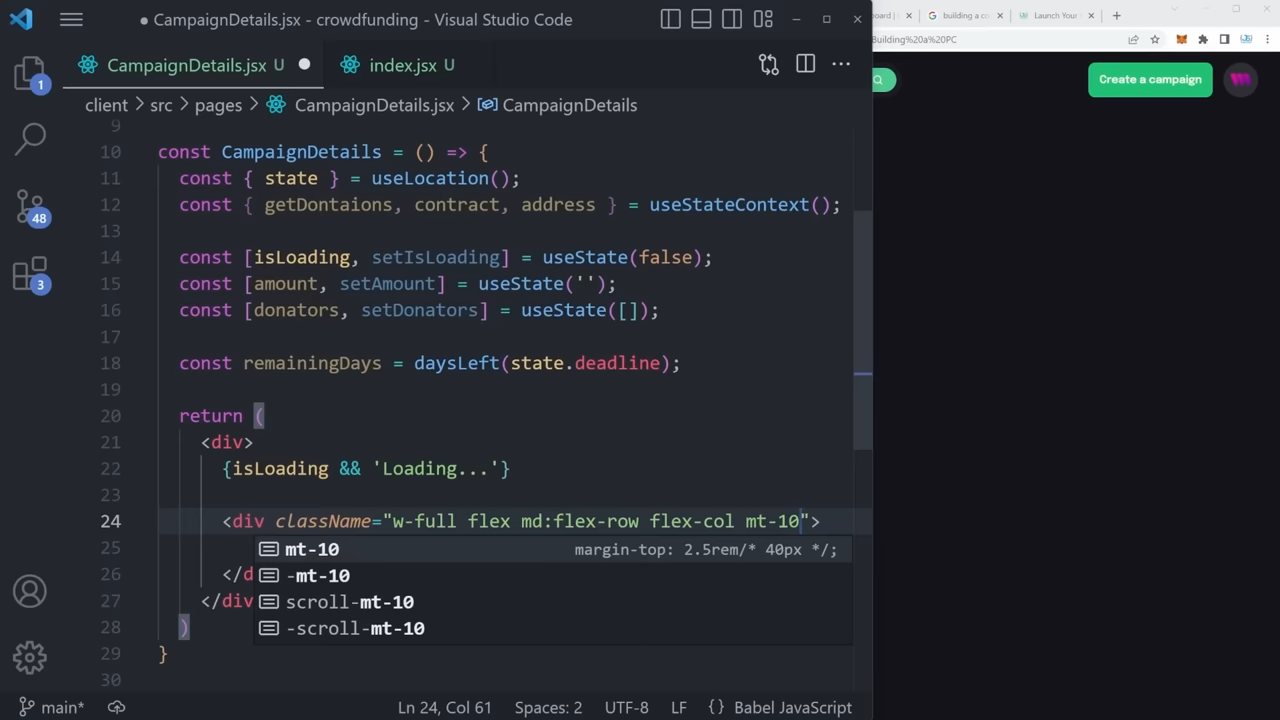 CampaignDetails.jsx - crowdfunding - Visual Studio Code
CampaignDetails.jsx U
index.jsx U
client > src > pages > CampaignDetails.jsx > CampaignDetails
9
10 const CampaignDetails = () => {
11 const { state } = useLocation();
12 const { getDontaions, contract, address } = useStateContext();
13
14 const [isLoading, setIsLoading] = useState(false);
15 const [amount, setAmount] = useState('');
16 const [donators, setDonators] = useState([]);
17
18 const remainingDays = daysLeft(state.deadline);
19
20 return (
21 <div>
22 {isLoading && 'Loading...'}
23
24 <div className="w-full flex md:flex-row flex-col mt-10">
mt-10 margin-top: 2.5rem/* 40px */;
25
-mt-10
26 </d
scroll-mt-10
27 </div
-scroll-mt-10
28 )
29 }
30
1
48
3
main*
Ln 24, Col 61
Spaces: 2
UTF-8
LF
{} Babel JavaScript
board |
building a co
Launch Your
Building%20a%20PC
Create a campaign